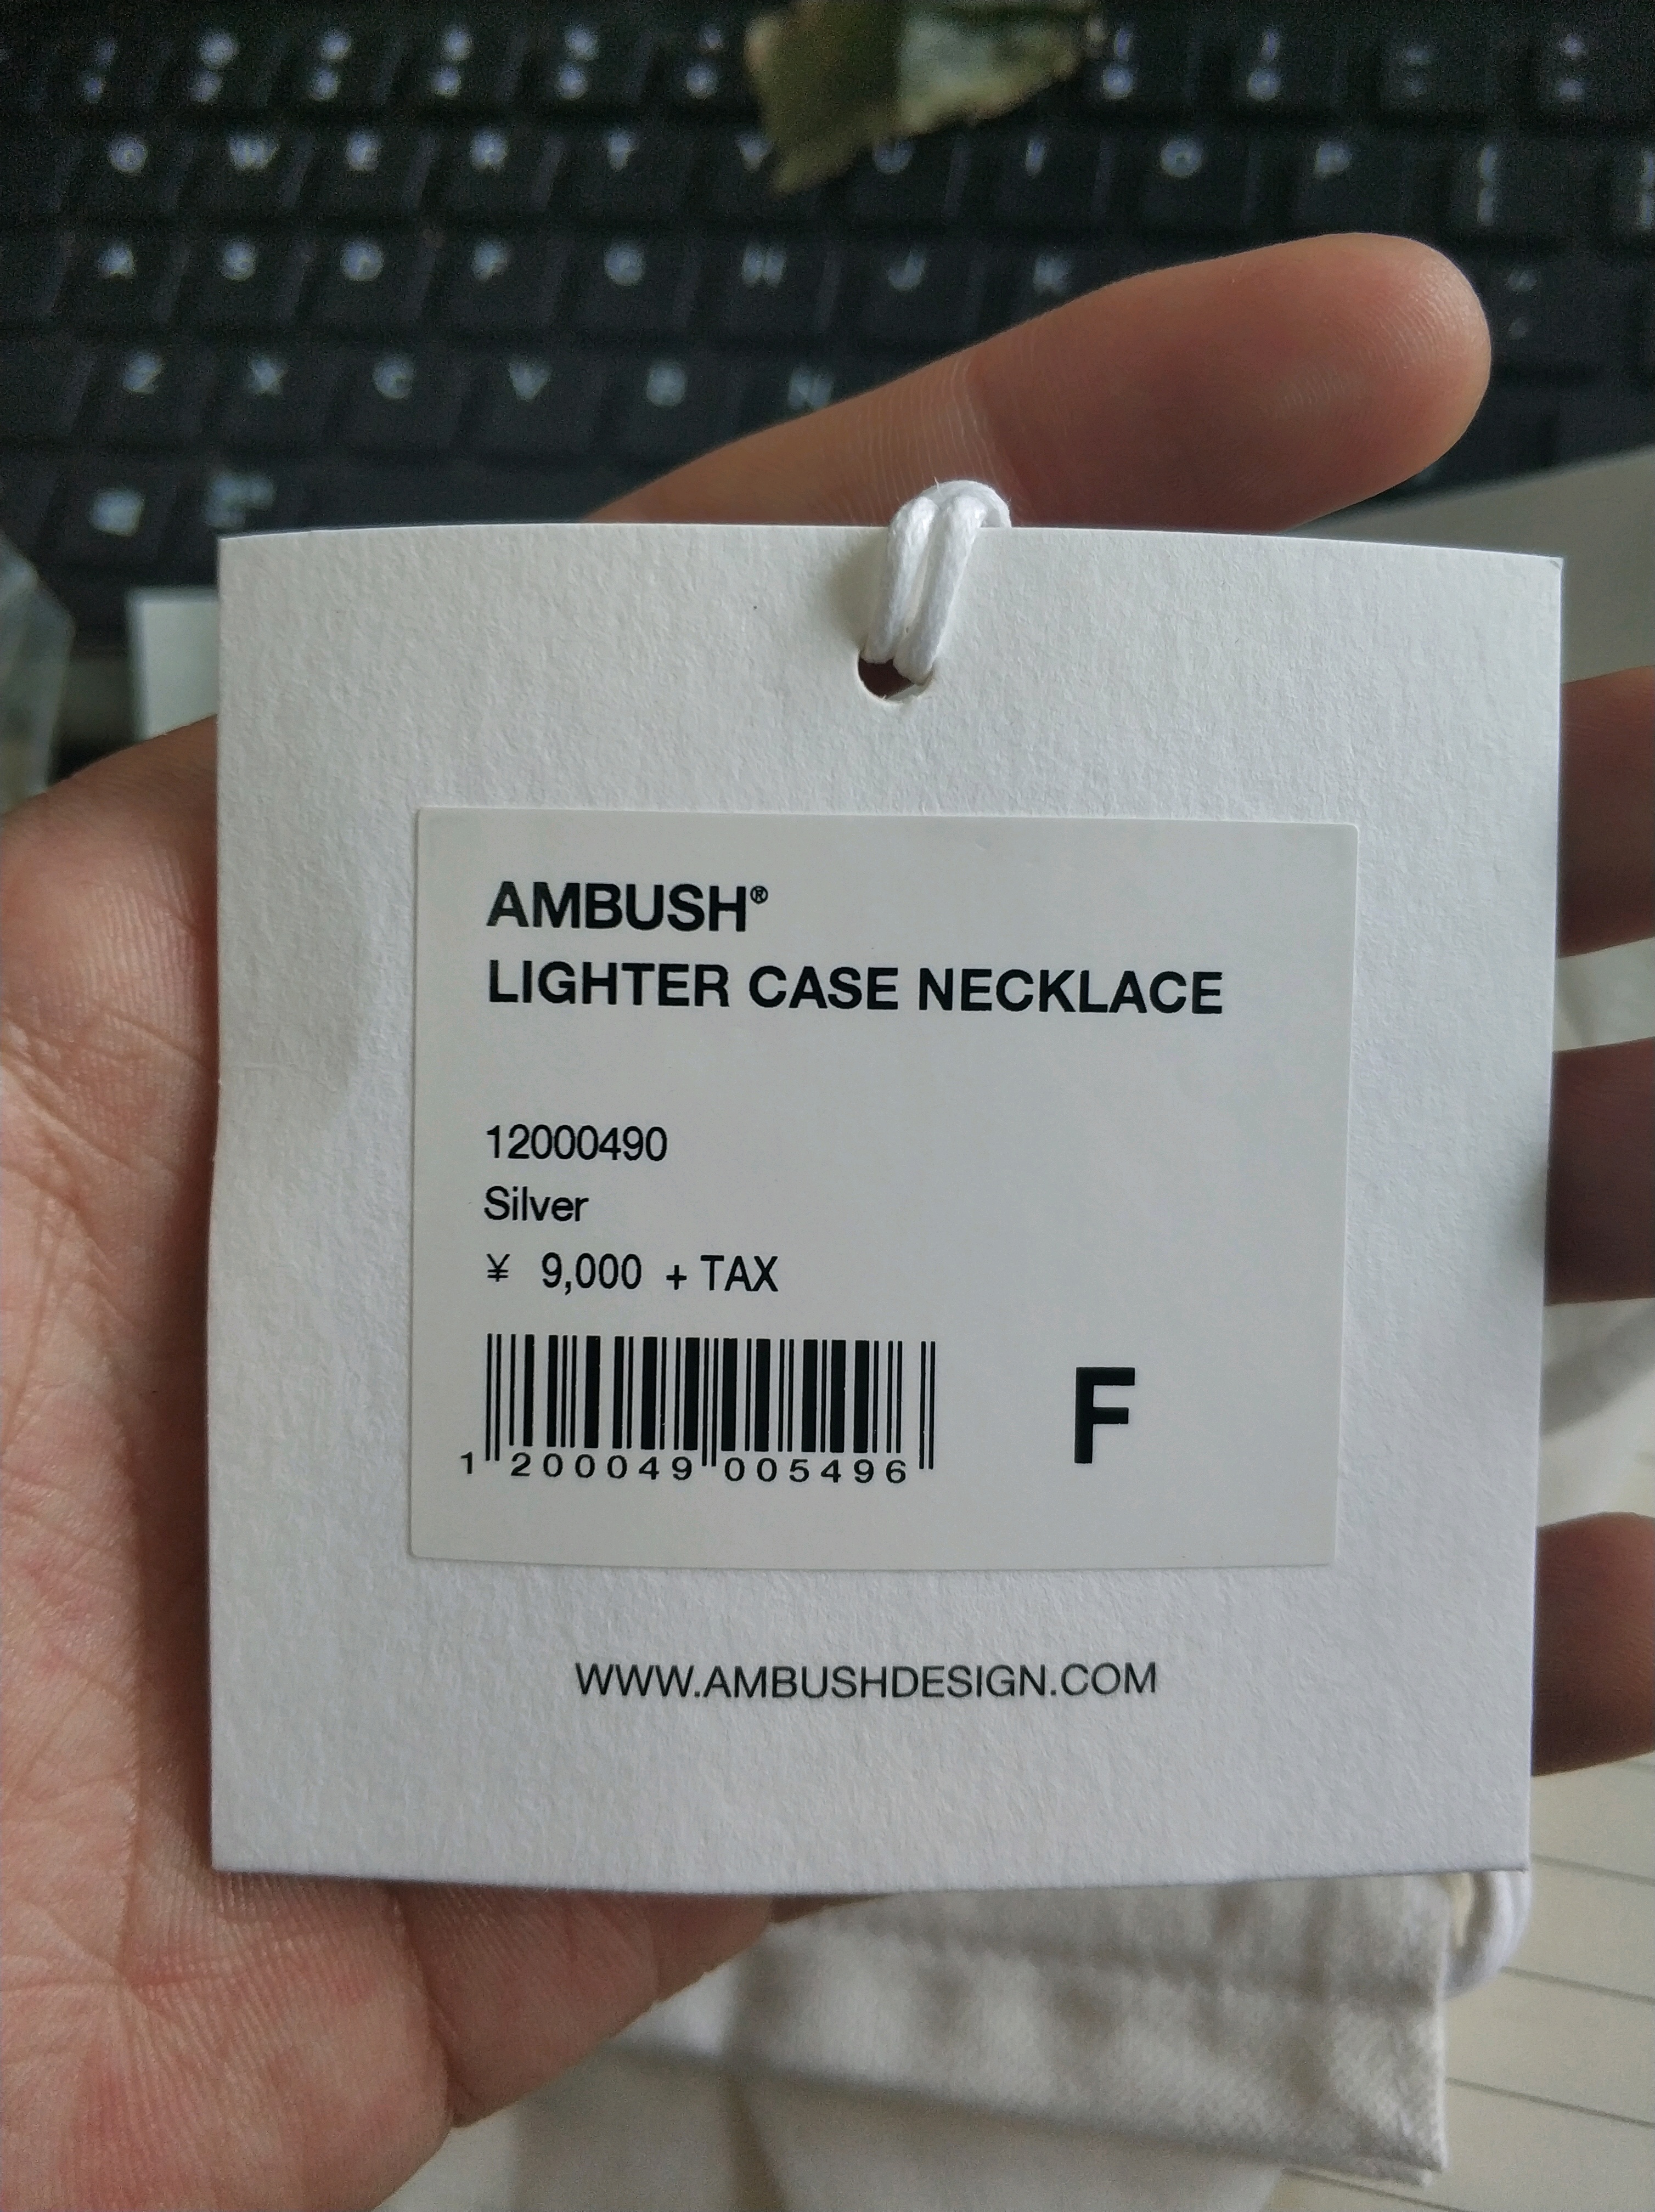 Q W E R T Y U I O P
A S D F G H J K
Z X C V B N
AMBUSH®
LIGHTER CASE NECKLACE
12000490
Silver
¥ 9,000 + TAX
1 200049 005496
F
WWW.AMBUSHDESIGN.COM